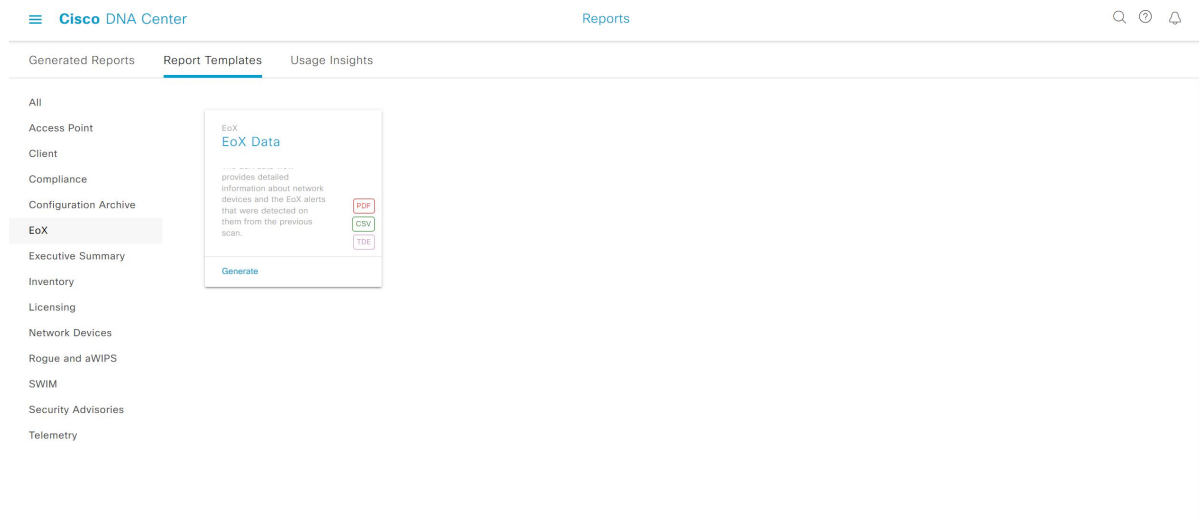 Cisco DNA Center
Reports
Generated Reports
Report Templates
Usage Insights
All
Access Point
Client
Compliance
Configuration Archive
EoX
Executive Summary
Inventory
Licensing
Network Devices
Rogue and aWIPS
SWIM
Security Advisories
Telemetry
EoX
EoX Data
provides detailed
information about network
devices and the EoX alerts
that were detected on
them from the previous
scan.
PDF
CSV
TDE
Generate